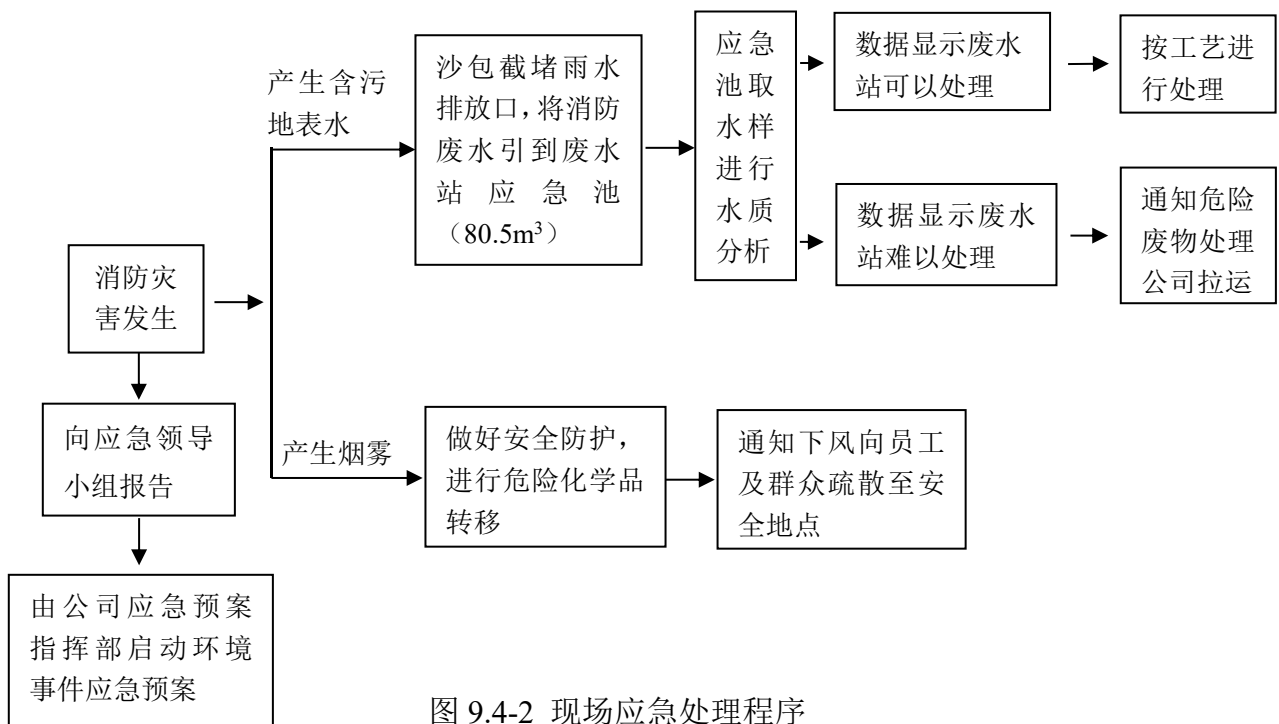 产生含污
地表水
沙包截堵雨水
排放口，将消防
废水引到废水
站应急池
（80.5m³）
应急
池取
水样
进行
水质
分析
数据显示废水
站可以处理
按工艺进
行处理
数据显示废水
站难以处理
通知危险
废物处理
公司拉运
消防灾
害发生
向应急领导
小组报告
产生烟雾
做好安全防护，
进行危险化学品
转移
通知下风向员工
及群众疏散至安
全地点
由公司应急预案
指挥部启动环境
事件应急预案
图 9.4-2 现场应急处理程序